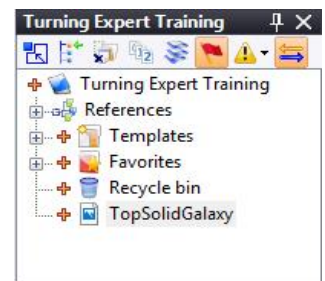 Turning Expert Training
Turning Expert Training
References
Templates
Favorites
Recycle bin
TopSolidGalaxy